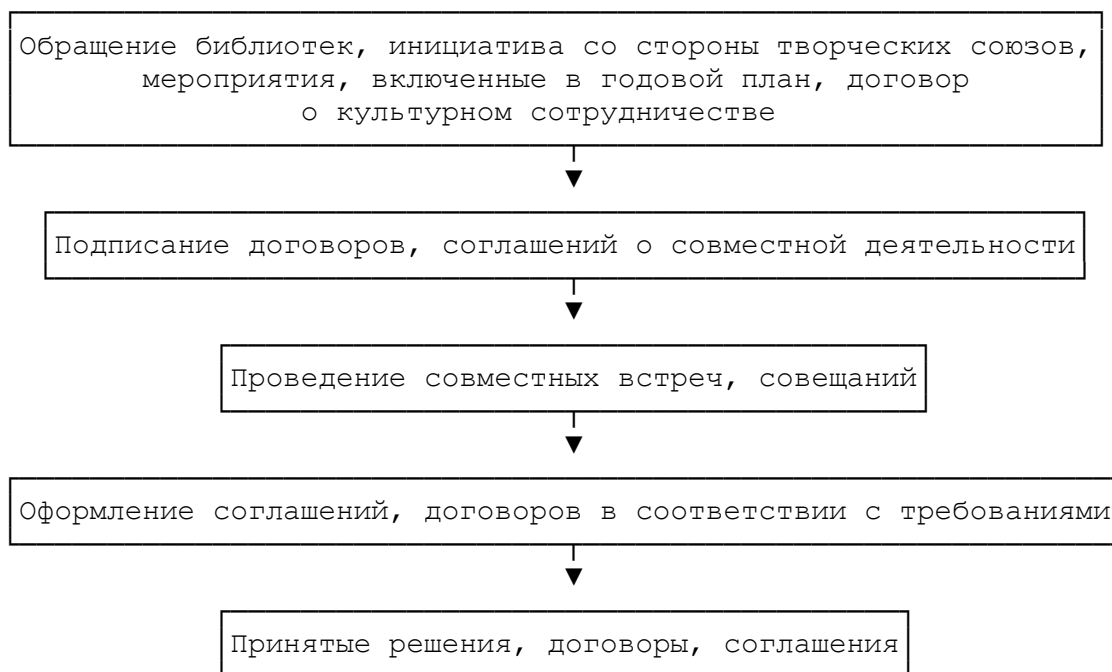 Обращение библиотек, инициатива со стороны творческих союзов,
мероприятия, включенные в годовой план, договор
о культурном сотрудничестве
Подписание договоров, соглашений о совместной деятельности
Проведение совместных встреч, совещаний
Оформление соглашений, договоров в соответствии с требованиями
Принятые решения, договоры, соглашения